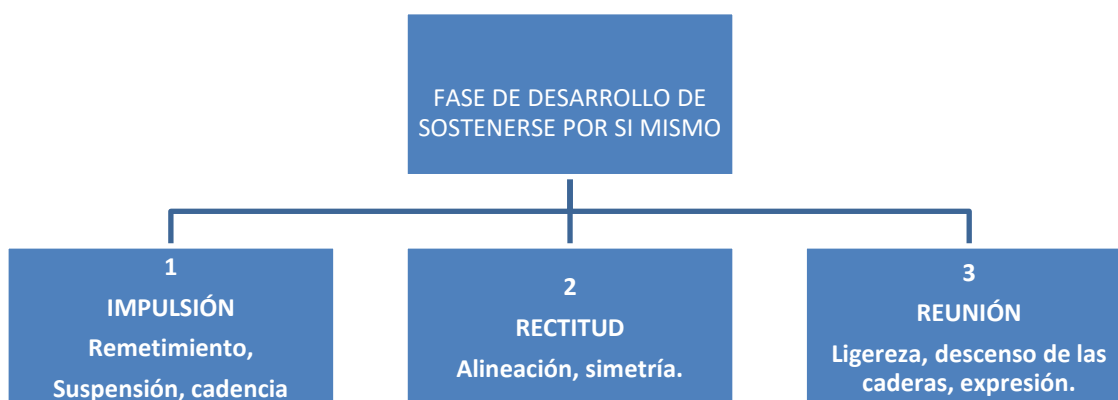 FASE DE DESARROLLO DE
SOSTENERSE POR SI MISMO
1
IMPULSIÓN
Remetimiento,
Suspensión, cadencia
2
RECTITUD
Alineación, simetría.
3
REUNIÓN
Ligereza, descenso de las
caderas, expresión.